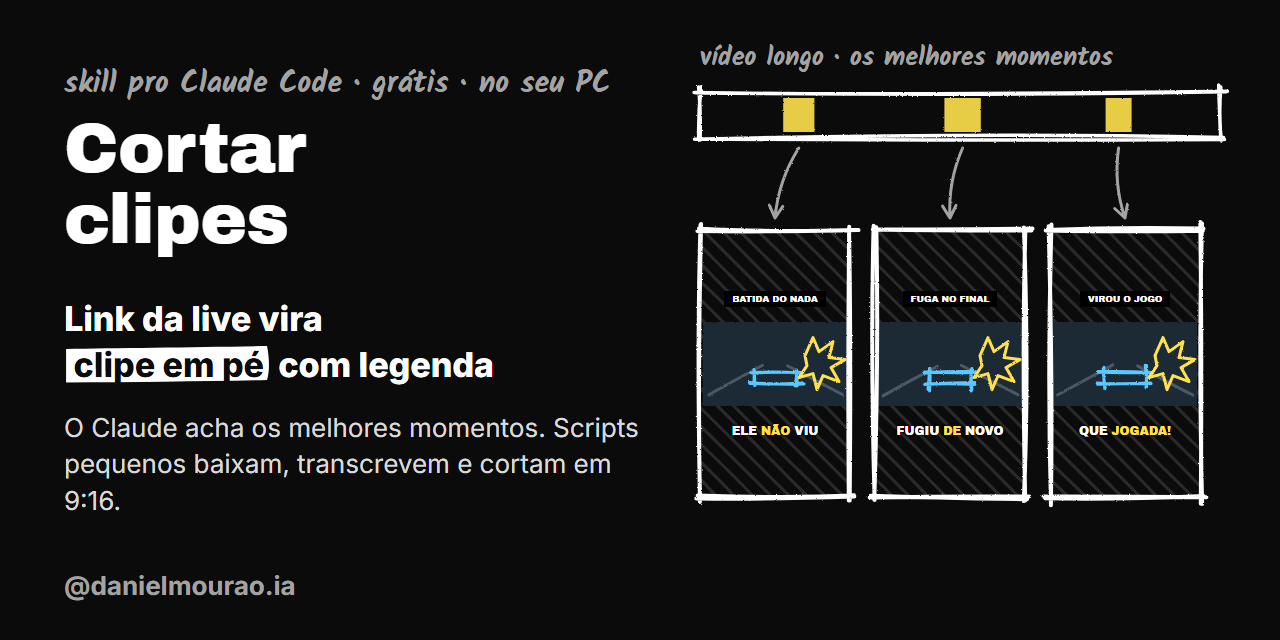 skill pro Claude Code · grátis · no seu PC
Cortar
clipes
Link da live vira
clipe em pé com legenda
O Claude acha os melhores momentos. Scripts
pequenos baixam, transcrevem e cortam em
9:16.
@danielmourao.ia
vídeo longo · os melhores momentos
BATIDA DO NADA
ELE NÃO VIU
FUGA NO FINAL
FUGIU DE NOVO
VIROU O JOGO
QUE JOGADA!